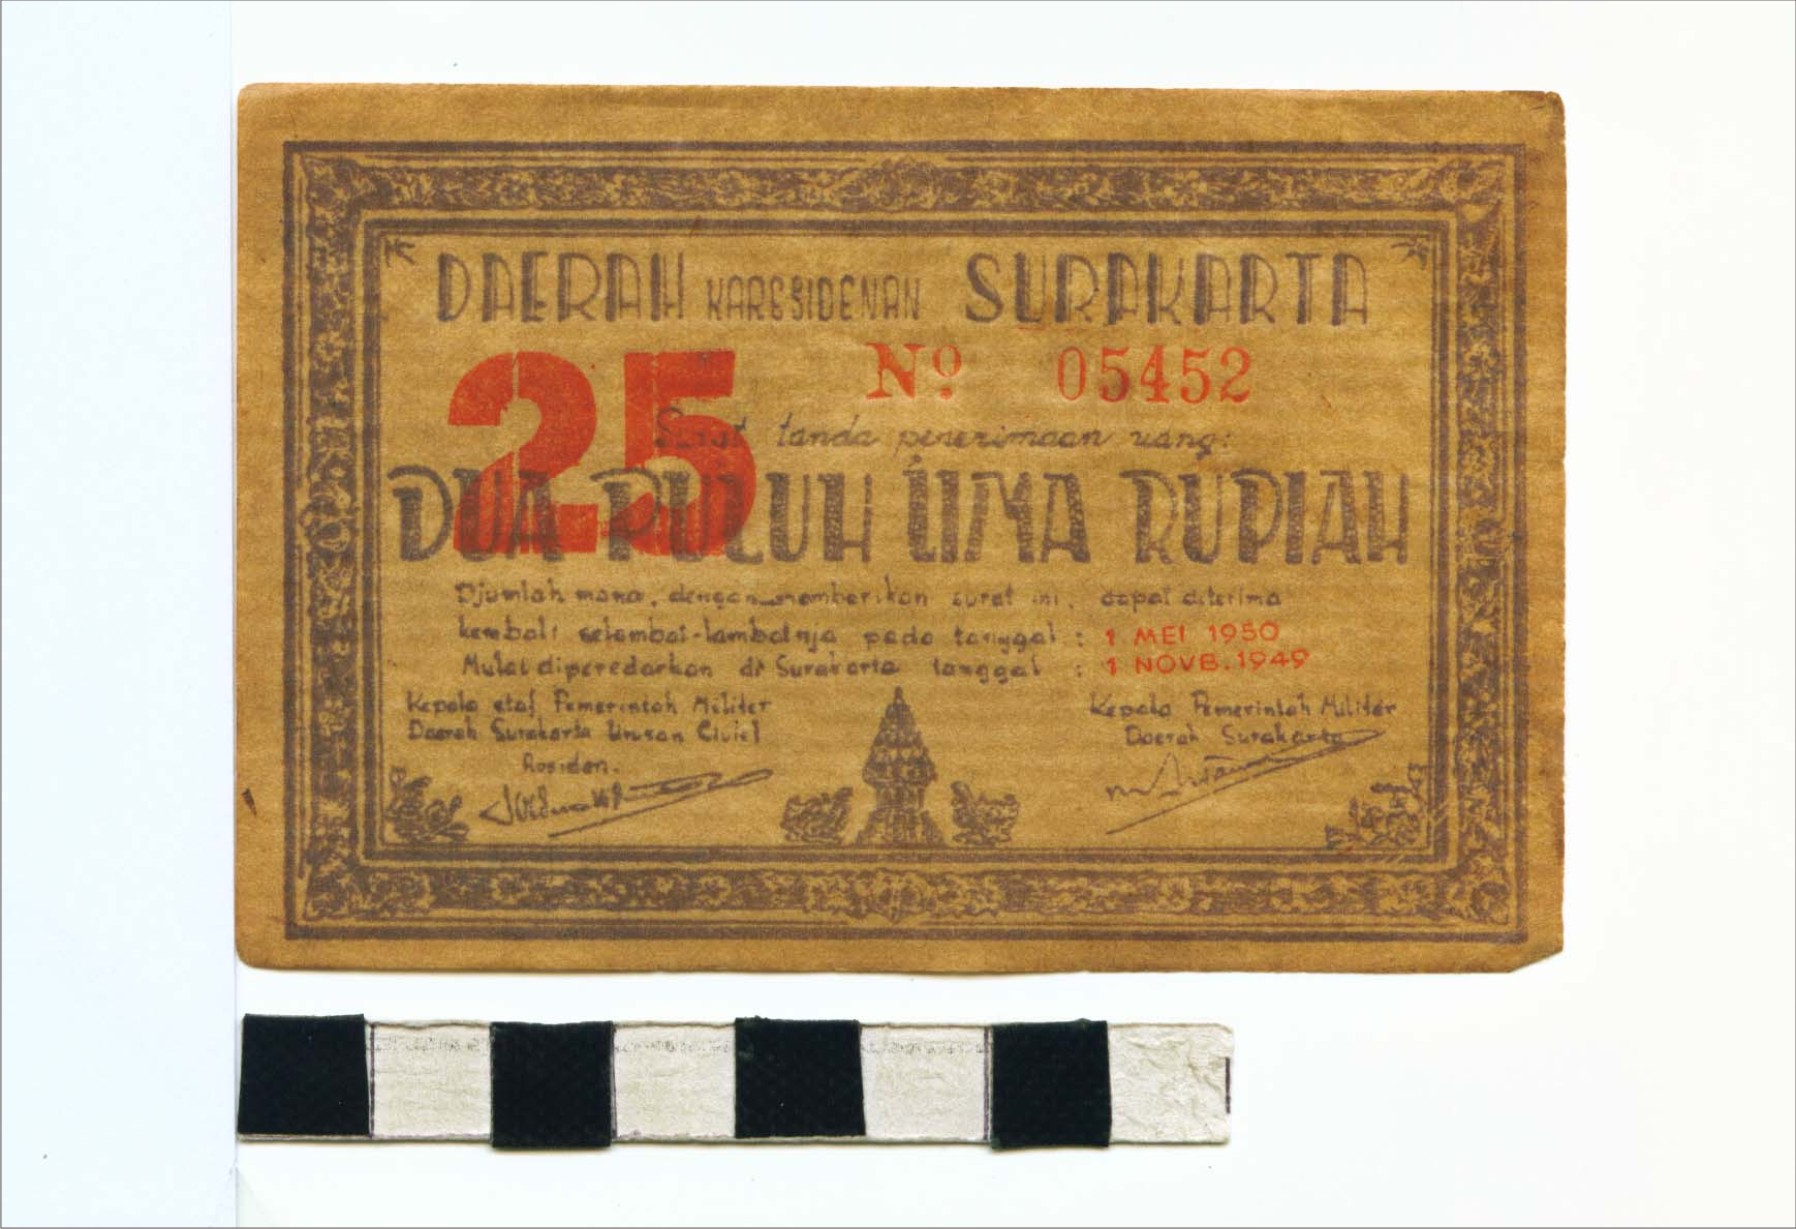 DAERAH KARESIDENAN SURAKARTA
25 No 05452
Surat tanda penerimaan uang:
DUA PULUH LIMA RUPIAH
Djumlah mana, dengan memberikan surat ini, dapat diterima
kembali selambat-lambatnja pada tanggal : 1 MEI 1950
Mulai diperedarkan di Surakarta tanggal : 1 NOVB. 1949
Kepala staf Pemerintah Militer
Daerah Surakarta Urusan Civiel
Residen.
Kepala Pemerintah Militer
Daerah Surakarta